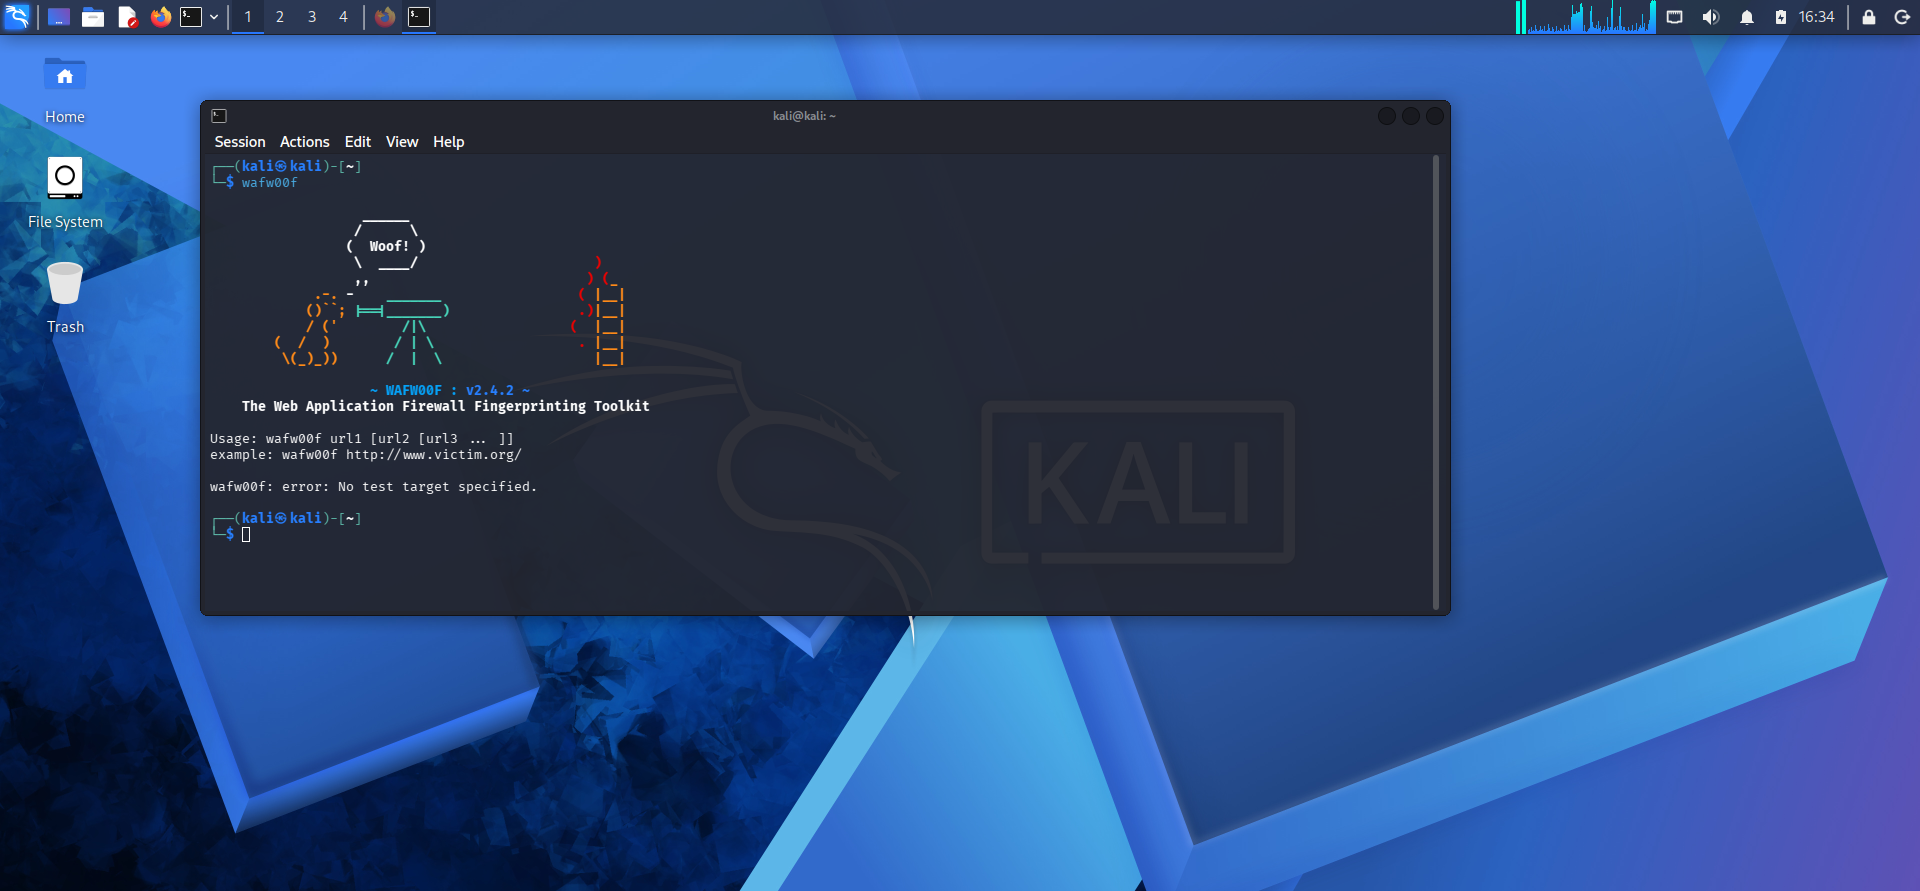 1 2 3 4 16:34
Home
File System
Trash
kali@kali: ~
Session Actions Edit View Help
┌──(kali㉿kali)-[~]
└─$ wafw00f
Woof!
~ WAFW00F : v2.4.2 ~
The Web Application Firewall Fingerprinting Toolkit
Usage: wafw00f url1 [url2 [url3 ... ]]
example: wafw00f http://www.victim.org/
wafw00f: error: No test target specified.
┌──(kali㉿kali)-[~]
└─$
KALI